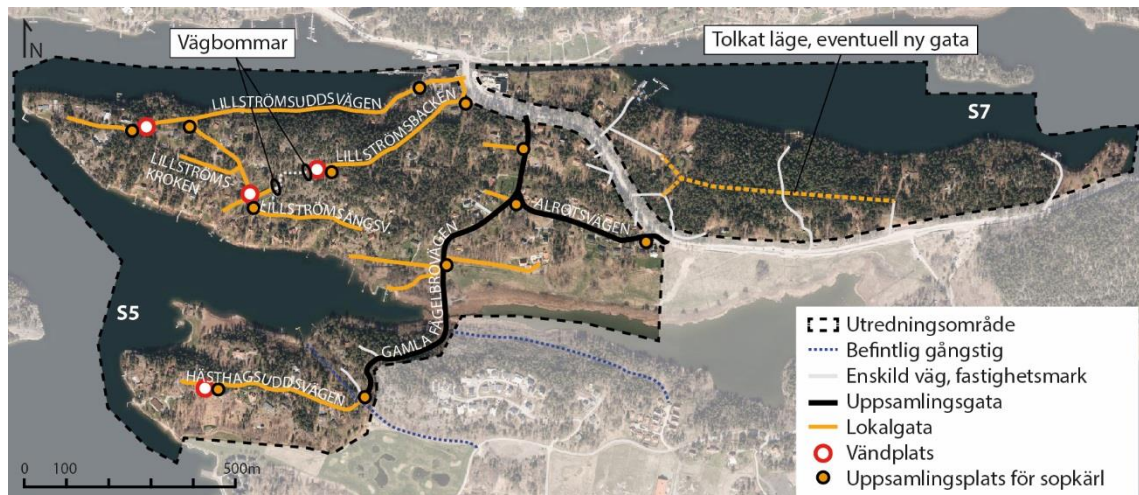 N
Vägbommar
Tolkat läge, eventuell ny gata
S7
LILLSTRÖMSUDDSVÄGEN
LILLSTRÖMSBACKEN
LILLSTRÖMS-
KROKEN
LILLSTRÖMSÄNGSV.
ALROTSVÄGEN
GAMLA FÅGELBROVÄGEN
S5
HÄSTHAGSUDDSVÄGEN
Utredningsområde
Befintlig gångstig
Enskild väg, fastighetsmark
Uppsamlingsgata
Lokalgata
Vändplats
Uppsamlingsplats för sopkärl
0 100 500m